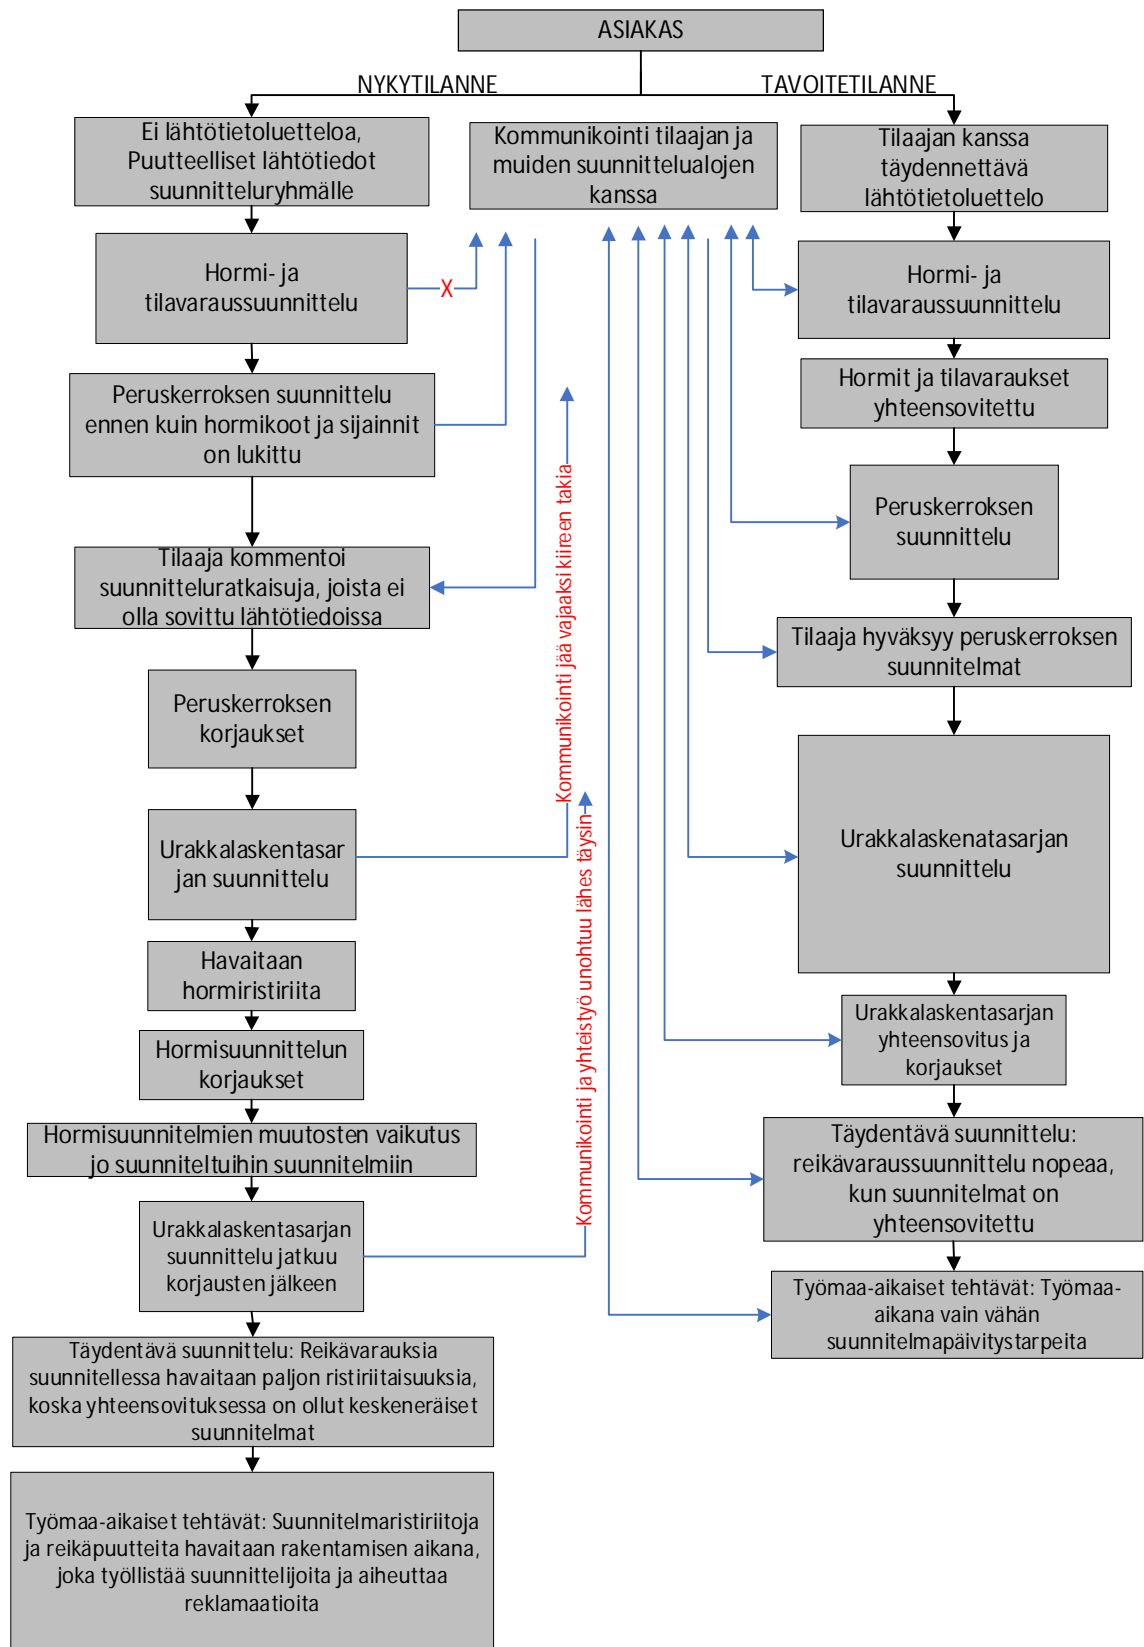 ASIAKAS
NYKYTILANNE
TAVOITETILANNE
Ei lähtötietoluetteloa,
Puutteelliset lähtötiedot
suunnitteluryhmälle
Hormi- ja
tilavaraussuunnittelu
X
Peruskerroksen suunnittelu
ennen kuin hormikoot ja sijainnit
on lukittu
Tilaaja kommentoi
suunnitteluratkaisuja, joista ei
olla sovittu lähtötiedoissa
Peruskerroksen
korjaukset
Urakkalaskentasar
jan suunnittelu
Havaitaan
hormiristiriita
Hormisuunnittelun
korjaukset
Hormisuunnitelmien muutosten vaikutus
jo suunniteltuihin suunnitelmiin
Urakkalaskentasarjan
suunnittelu jatkuu
korjausten jälkeen
Täydentävä suunnittelu: Reikävarauksia
suunnitellessa havaitaan paljon ristiriitaisuuksia,
koska yhteensovituksessa on ollut keskeneräiset
suunnitelmat
Työmaa-aikaiset tehtävät: Suunnitelmaristiriitoja
ja reikäpuutteita havaitaan rakentamisen aikana,
joka työllistää suunnittelijoita ja aiheuttaa
reklamaatioita
Kommunikointi tilaajan ja
muiden suunnittelualojen
kanssa
Kommunikointi jää vajaaksi kiireen takia
Kommunikointi ja yhteistyö unohtuu lähes täysin
Tilaajan kanssa
täydennettävä
lähtötietoluettelo
Hormi- ja
tilavaraussuunnittelu
Hormit ja tilavaraukset
yhteensovitettu
Peruskerroksen
suunnittelu
Tilaaja hyväksyy peruskerroksen
suunnitelmat
Urakkalaskenatasarjan
suunnittelu
Urakkalaskentasarjan
yhteensovitus ja
korjaukset
Täydentävä suunnittelu:
reikävaraussuunnittelu nopeaa,
kun suunnitelmat on
yhteensovitettu
Työmaa-aikaiset tehtävät: Työmaa-
aikana vain vähän
suunnitelmapäivitystarpeita